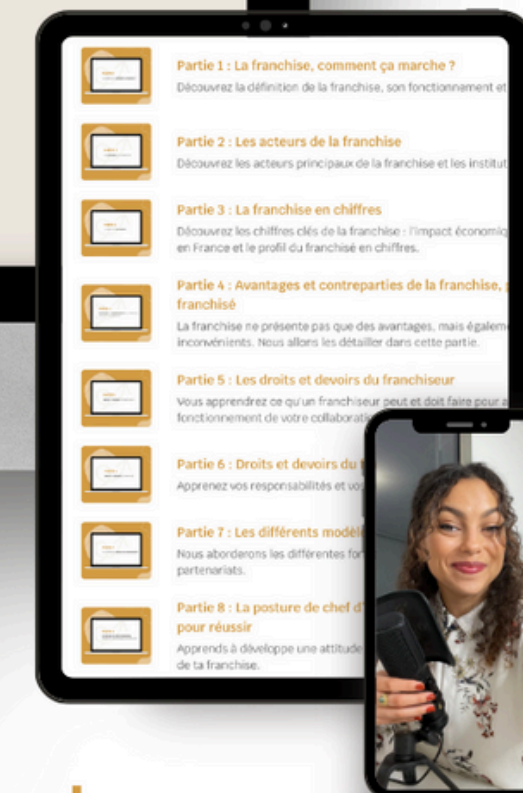 Partie 1 : La franchise, comment ça marche ?
Découvrez la définition de la franchise, son fonctionnement et
Partie 2 : Les acteurs de la franchise
Découvrez les acteurs principaux de la franchise et les institut
Partie 3 : La franchise en chiffres
Découvrez les chiffres clés de la franchise : l'impact économiq
en France et le profil du franchisé en chiffres.
Partie 4 : Avantages et contreparties de la franchise,
franchisé
La franchise ne présente pas que des avantages, mais égalem
inconvénients. Nous allons les détailler dans cette partie.
Partie 5 : Les droits et devoirs du franchiseur
Vous apprendrez ce qu'un franchiseur peut et doit faire pour a
fonctionnement de votre collaborati
Partie 6 : Droits et devoirs du
Apprenez vos responsabilités et vos
Partie 7 : Les différents modèl
Nous aborderons les différentes for
partenariats.
Partie 8 : La posture de chef d'
pour réussir
Apprends à développe une attitude
de ta franchise.